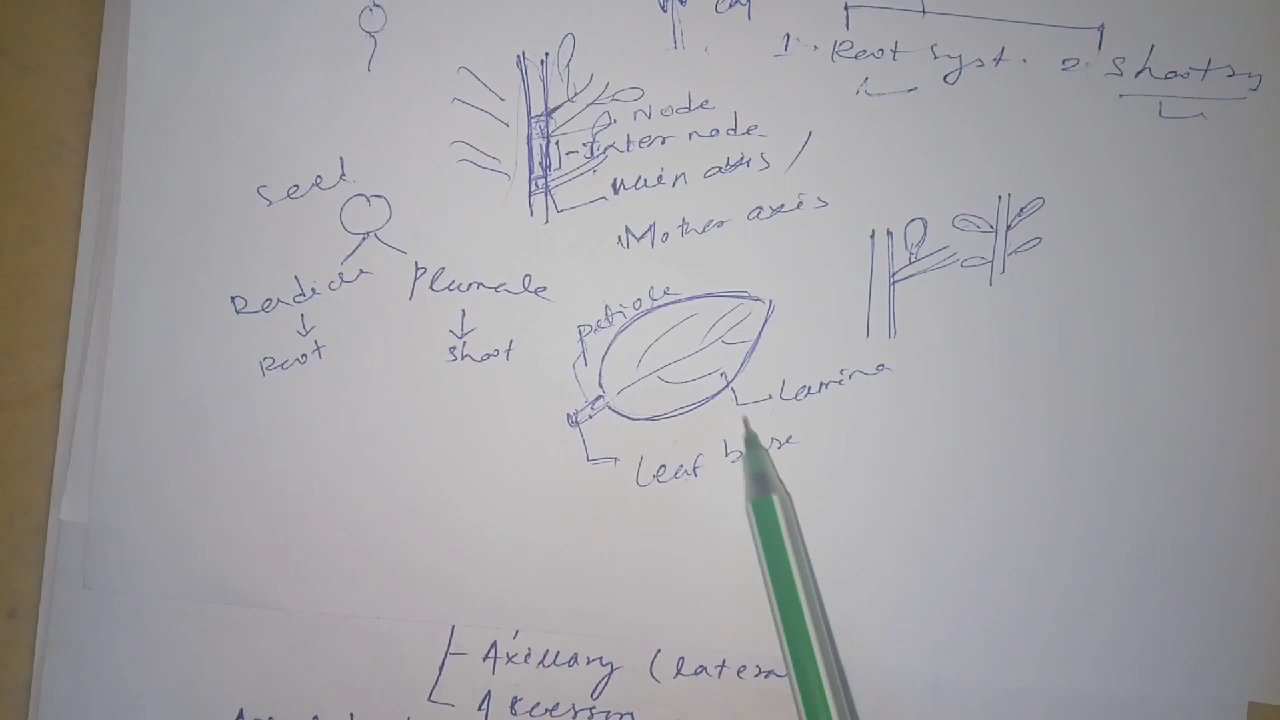 1. Root syst. 2. Shoot sy
Node
Inter node
main axis /
Mother axis
Seed
Radicle
Plumule
Root
Shoot
petiole
Lamina
Leaf base
Axillary (latera